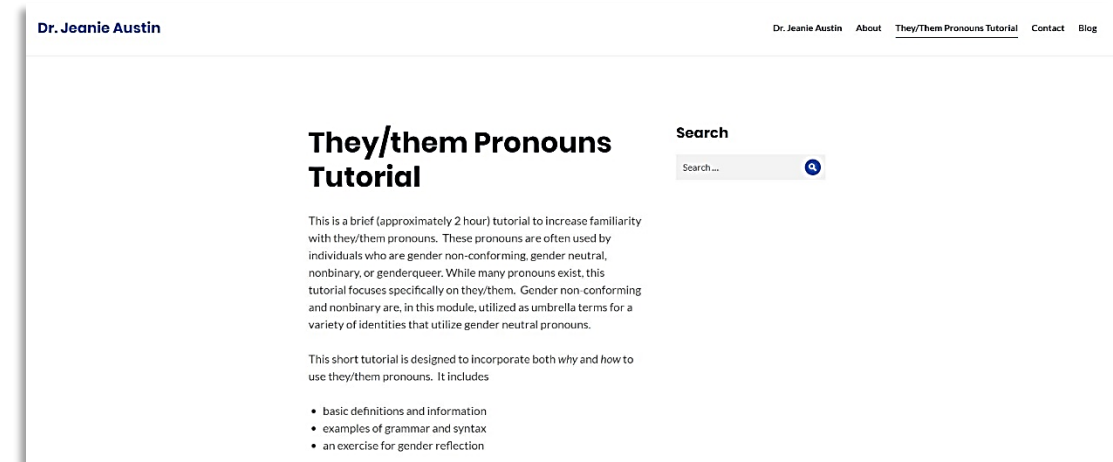 Dr. Jeanie Austin
Dr. Jeanie Austin About They/Them Pronouns Tutorial Contact Blog
They/them Pronouns
Tutorial
This is a brief (approximately 2 hour) tutorial to increase familiarity
with they/them pronouns. These pronouns are often used by
individuals who are gender non-conforming, gender neutral,
nonbinary, or genderqueer. While many pronouns exist, this
tutorial focuses specifically on they/them. Gender non-conforming
and nonbinary are, in this module, utilized as umbrella terms for a
variety of identities that utilize gender neutral pronouns.
This short tutorial is designed to incorporate both why and how to
use they/them pronouns. It includes
• basic definitions and information
• examples of grammar and syntax
• an exercise for gender reflection
Search
Search ...